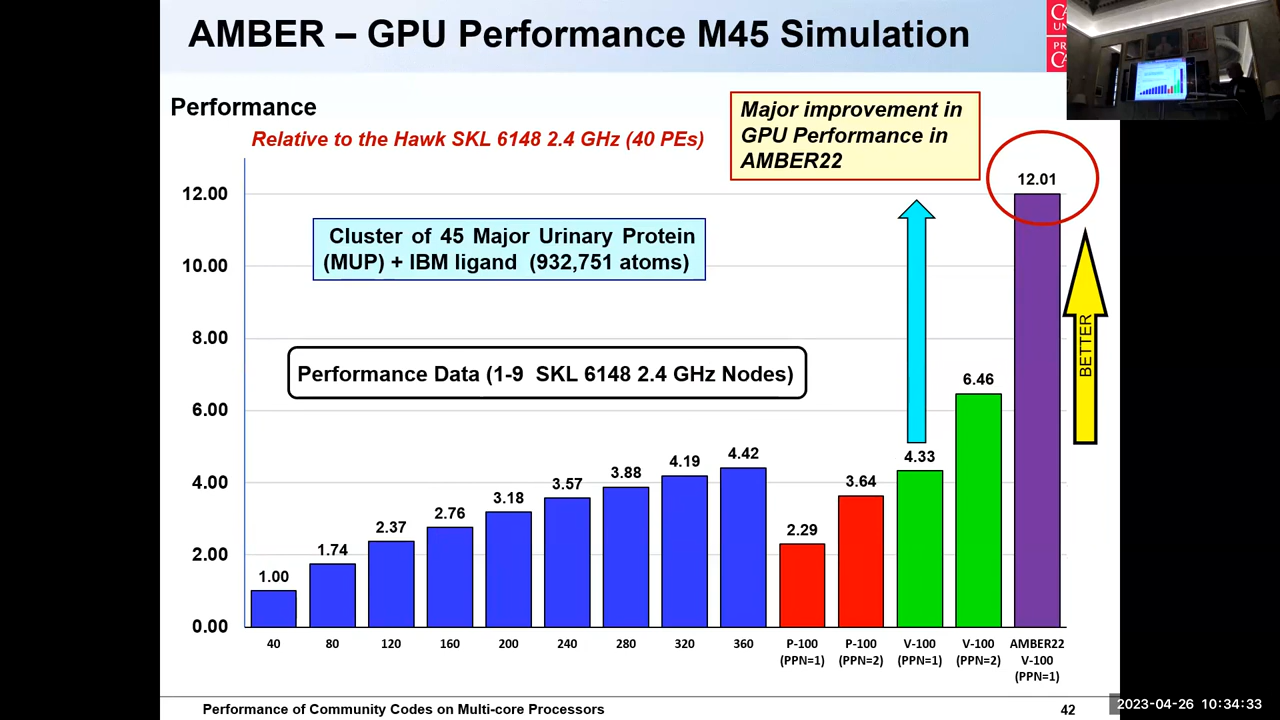 AMBER – GPU Performance M45 Simulation
CA
UN
PR
CA
Performance
Relative to the Hawk SKL 6148 2.4 GHz (40 PEs)
Major improvement in
GPU Performance in
AMBER22
12.01
12.00
Cluster of 45 Major Urinary Protein
(MUP) + IBM ligand (932,751 atoms)
10.00
8.00
BETTER
Performance Data (1-9 SKL 6148 2.4 GHz Nodes)
6.46
6.00
4.00
2.00
0.00
1.00
1.74
2.37
2.76
3.18
3.57
3.88
4.19
4.42
2.29
3.64
4.33
40 80 120 160 200 240 280 320 360 P-100 P-100 V-100 V-100 AMBER22
(PPN=1) (PPN=2) (PPN=1) (PPN=2) V-100
(PPN=1)
Performance of Community Codes on Multi-core Processors
42
2023-04-26 10:34:33